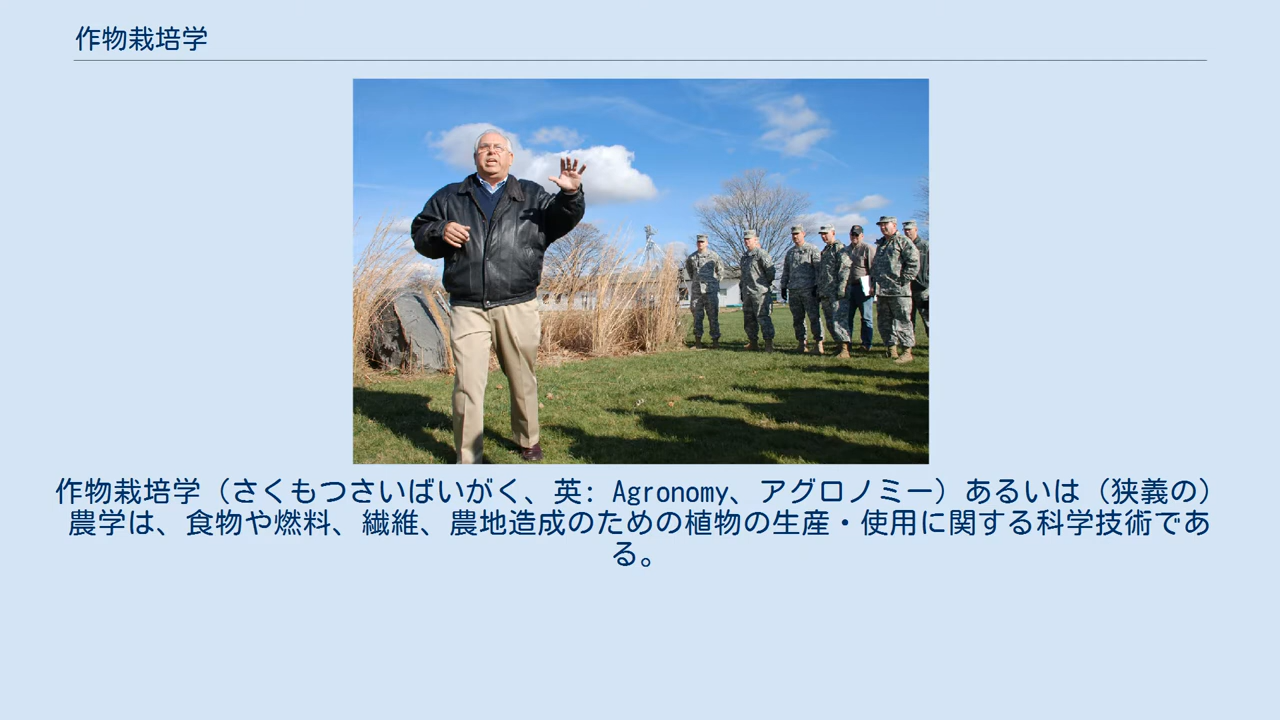 作物栽培学
作物栽培学（さくもつさいばいがく、英: Agronomy、アグロノミー）あるいは（狭義の）
農学は、食物や燃料、繊維、農地造成のための植物の生産・使用に関する科学技術であ
る。